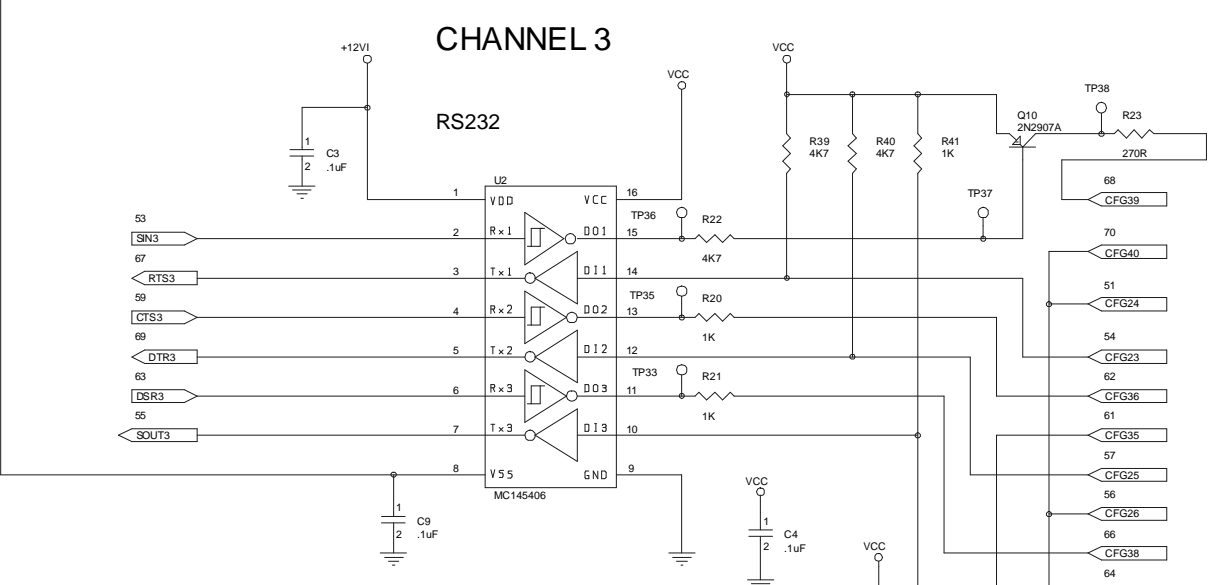 CHANNEL 3
RS232
+12VI
1
2
C3
.1uF
U2
MC145406
1
VDD
VCC
16
VCC
53
SIN3
2
Rx1
DO1
15
TP36
R22
4K7
67
RTS3
3
Tx1
DI1
14
59
CTS3
4
Rx2
DO2
13
TP35
R20
1K
69
DTR3
5
Tx2
DI2
12
63
DSR3
6
Rx3
DO3
11
TP33
R21
1K
55
SOUT3
7
Tx3
DI3
10
8
VSS
GND
9
1
2
C9
.1uF
VCC
1
2
C4
.1uF
VCC
VCC
R39
4K7
R40
4K7
R41
1K
Q10
2N2907A
TP37
TP38
R23
270R
68
CFG39
70
CFG40
51
CFG24
54
CFG23
62
CFG36
61
CFG35
57
CFG25
56
CFG26
66
CFG38
64